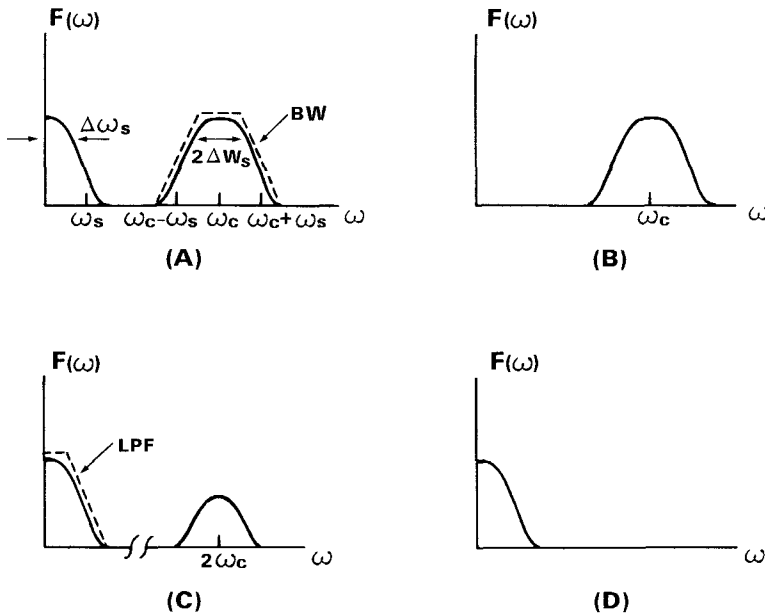 F(ω)
Δωs
BW
2ΔWs
ωs
ωc-ωs
ωc
ωc+ωs
ω
(A)
F(ω)
ωc
ω
(B)
F(ω)
LPF
2ωc
ω
(C)
F(ω)
ω
(D)